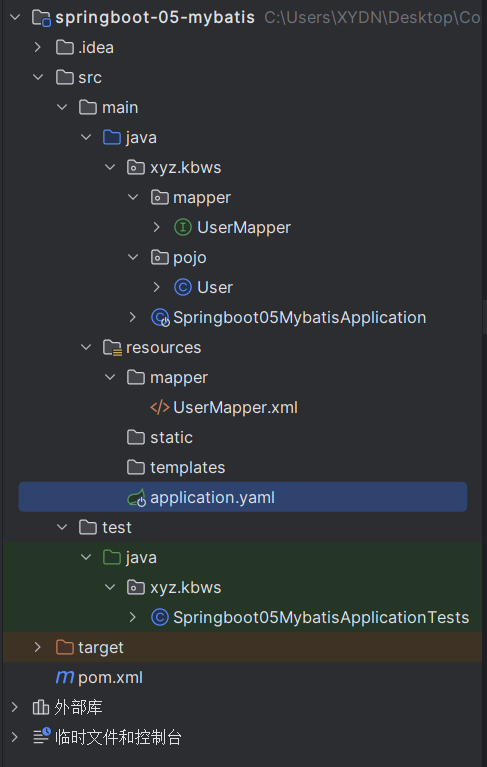 springboot-05-mybatis C:\Users\XYDN\Desktop\Co
.idea
src
main
java
xyz.kbws
mapper
UserMapper
pojo
User
Springboot05MybatisApplication
resources
mapper
UserMapper.xml
static
templates
application.yaml
test
java
xyz.kbws
Springboot05MybatisApplicationTests
target
pom.xml
外部库
临时文件和控制台